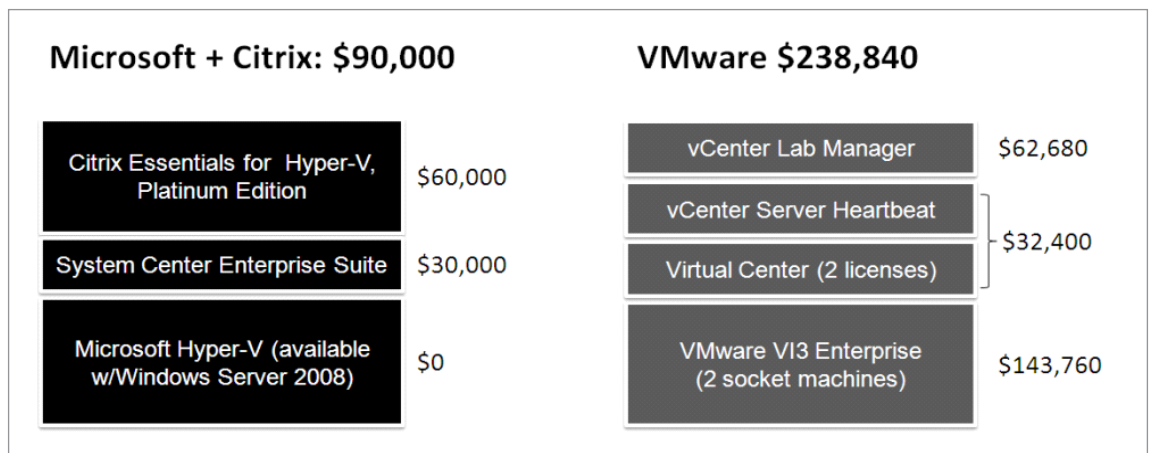 Microsoft + Citrix: $90,000
Citrix Essentials for Hyper-V,
Platinum Edition
$60,000
System Center Enterprise Suite
$30,000
Microsoft Hyper-V (available
w/Windows Server 2008)
$0
VMware $238,840
vCenter Lab Manager
$62,680
vCenter Server Heartbeat
Virtual Center (2 licenses)
$32,400
VMware VI3 Enterprise
(2 socket machines)
$143,760